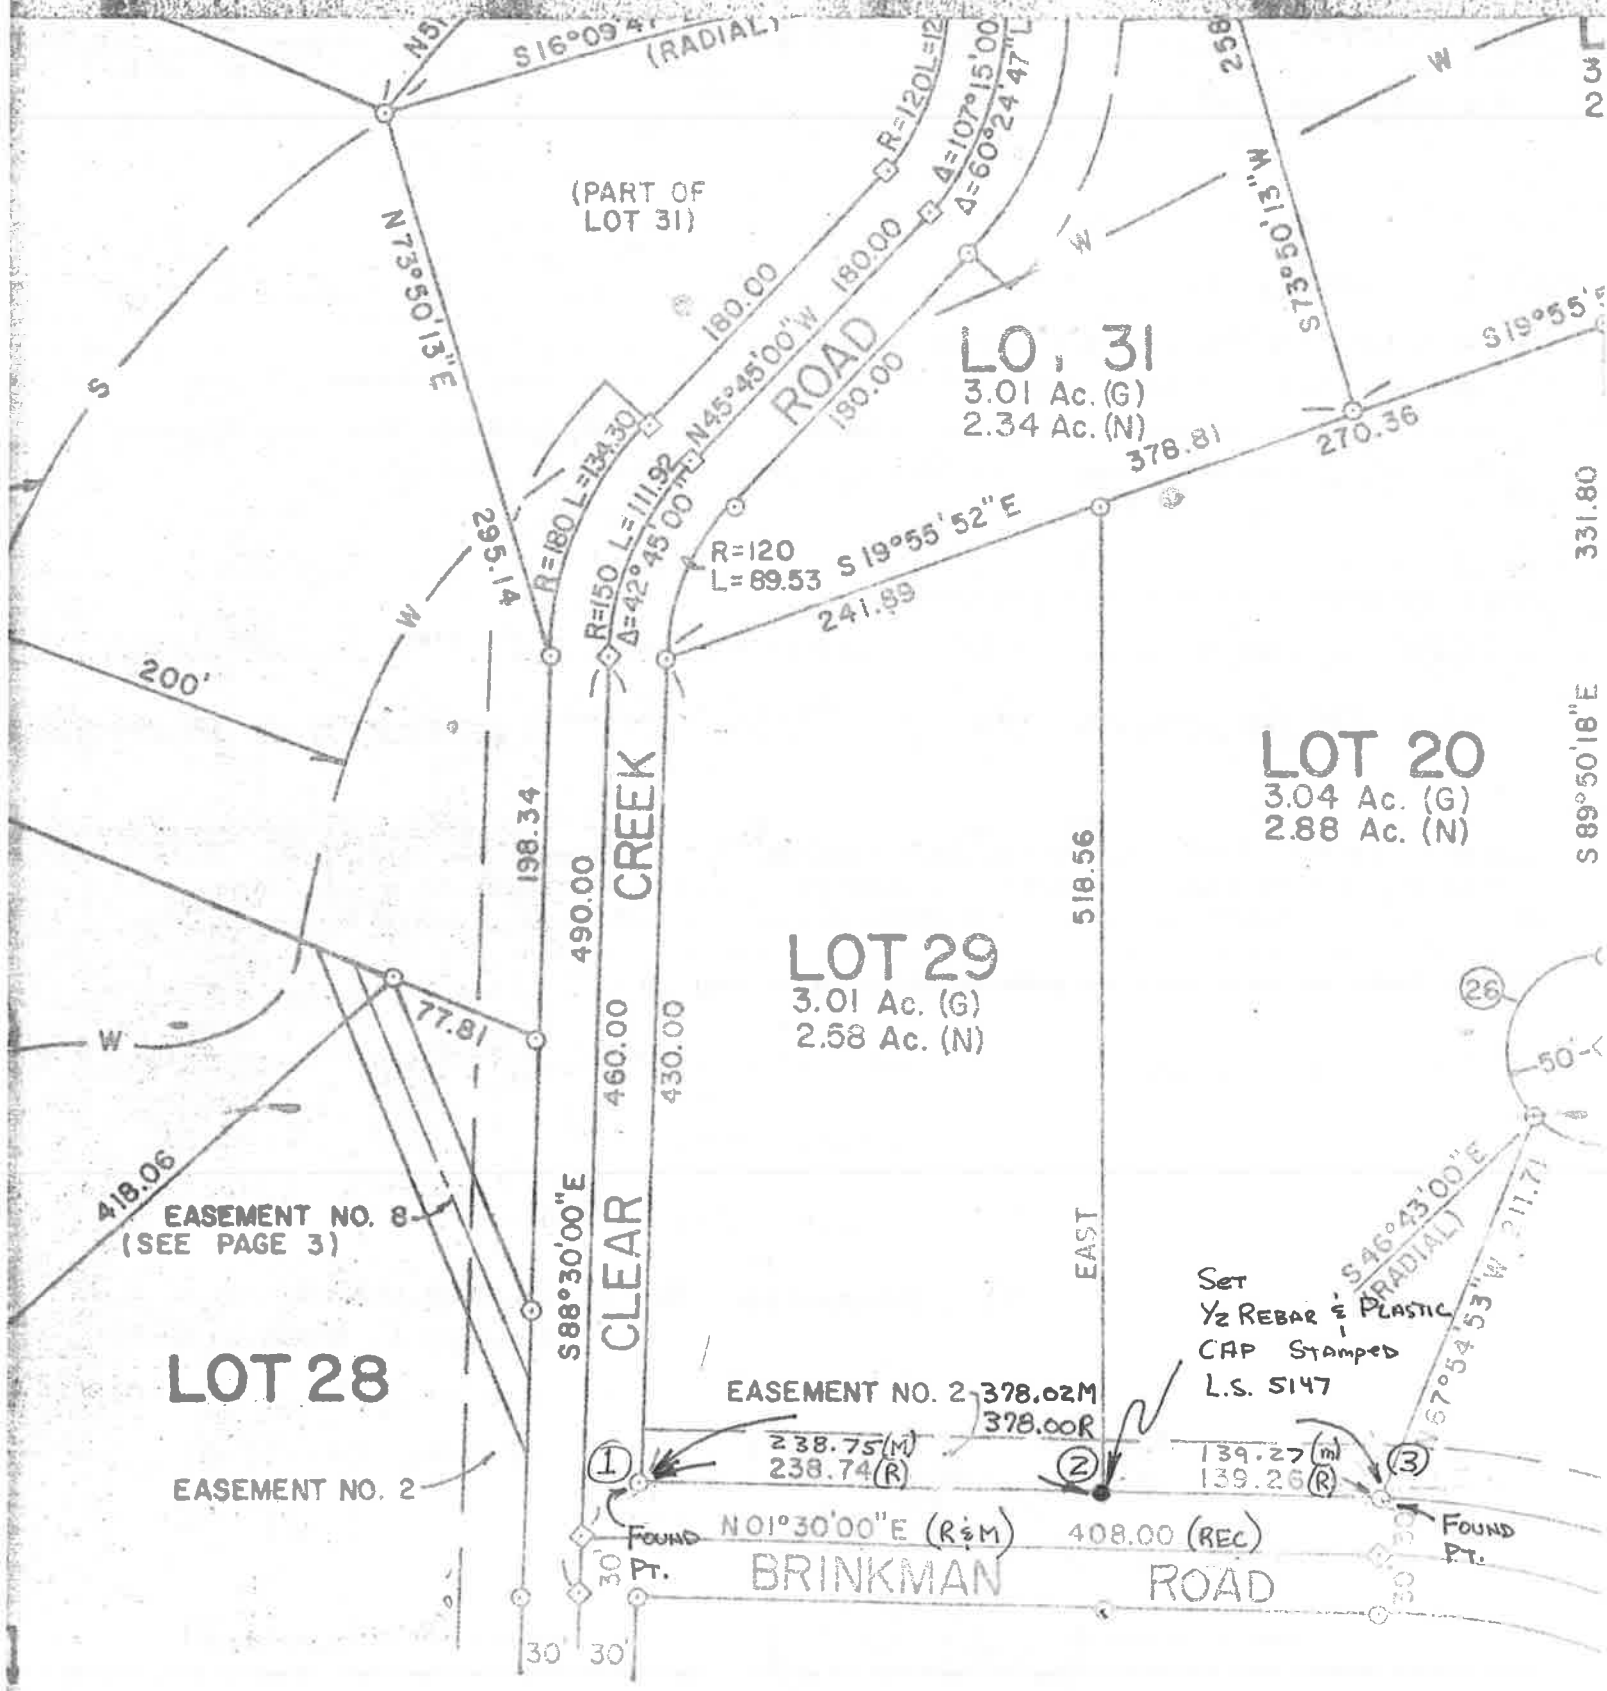 S16°09'47"
(RADIAL)
N51
R=120 L=12
Δ=107°15'00
Δ=60°24'47"L
258
W
23
(PART OF
LOT 31)
N73°50'13"E
S73°50'13"W
W
180.00
N45°45'00"W 180.00
ROAD
180.00
LO 31
3.01 Ac. (G)
2.34 Ac. (N)
S19°55'
378.81
270.36
S
R=180 L=134.30
R=150 L=111.92
Δ=42°45'00"
R=120
L=89.53
S19°55'52"E
241.89
331.80
295.14
W
200'
198.34
490.00
CREEK
LOT 20
3.04 Ac. (G)
2.88 Ac. (N)
S89°50'18"E
518.56
LOT 29
3.01 Ac. (G)
2.58 Ac. (N)
26
50'
W
77.81
460.00
430.00
418.06
EASEMENT NO. 8
(SEE PAGE 3)
S88°30'00"E
CLEAR
EAST
S46°43'00"E
(RADIAL)
N67°54'53"W 211.71
Set
1/2 REBAR & PLASTIC
CAP Stamped
L.S. 5147
LOT 28
EASEMENT NO. 2
378.02M
378.00R
238.75(M)
238.74(R)
139.27(m)
139.26(R)
1
2
3
EASEMENT NO. 2
FOUND
PT.
N01°30'00"E (R&M)
408.00 (REC)
FOUND
PT.
30'
30'
30'
BRINKMAN ROAD
30' 30'